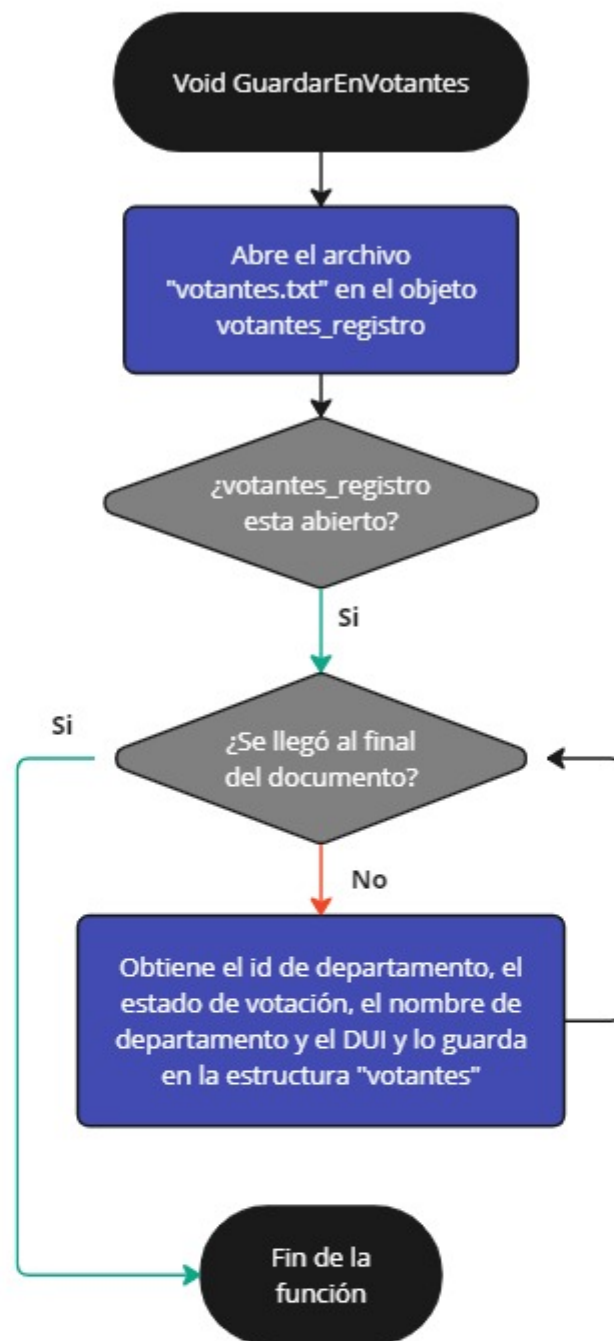 Void GuardarEnVotantes
Abre el archivo
"votantes.txt" en el objeto
votantes_registro
¿votantes_registro
esta abierto?
Si
Si
¿Se llegó al final
del documento?
No
Obtiene el id de departamento, el
estado de votación, el nombre de
departamento y el DUI y lo guarda
en la estructura "votantes"
Fin de la
función